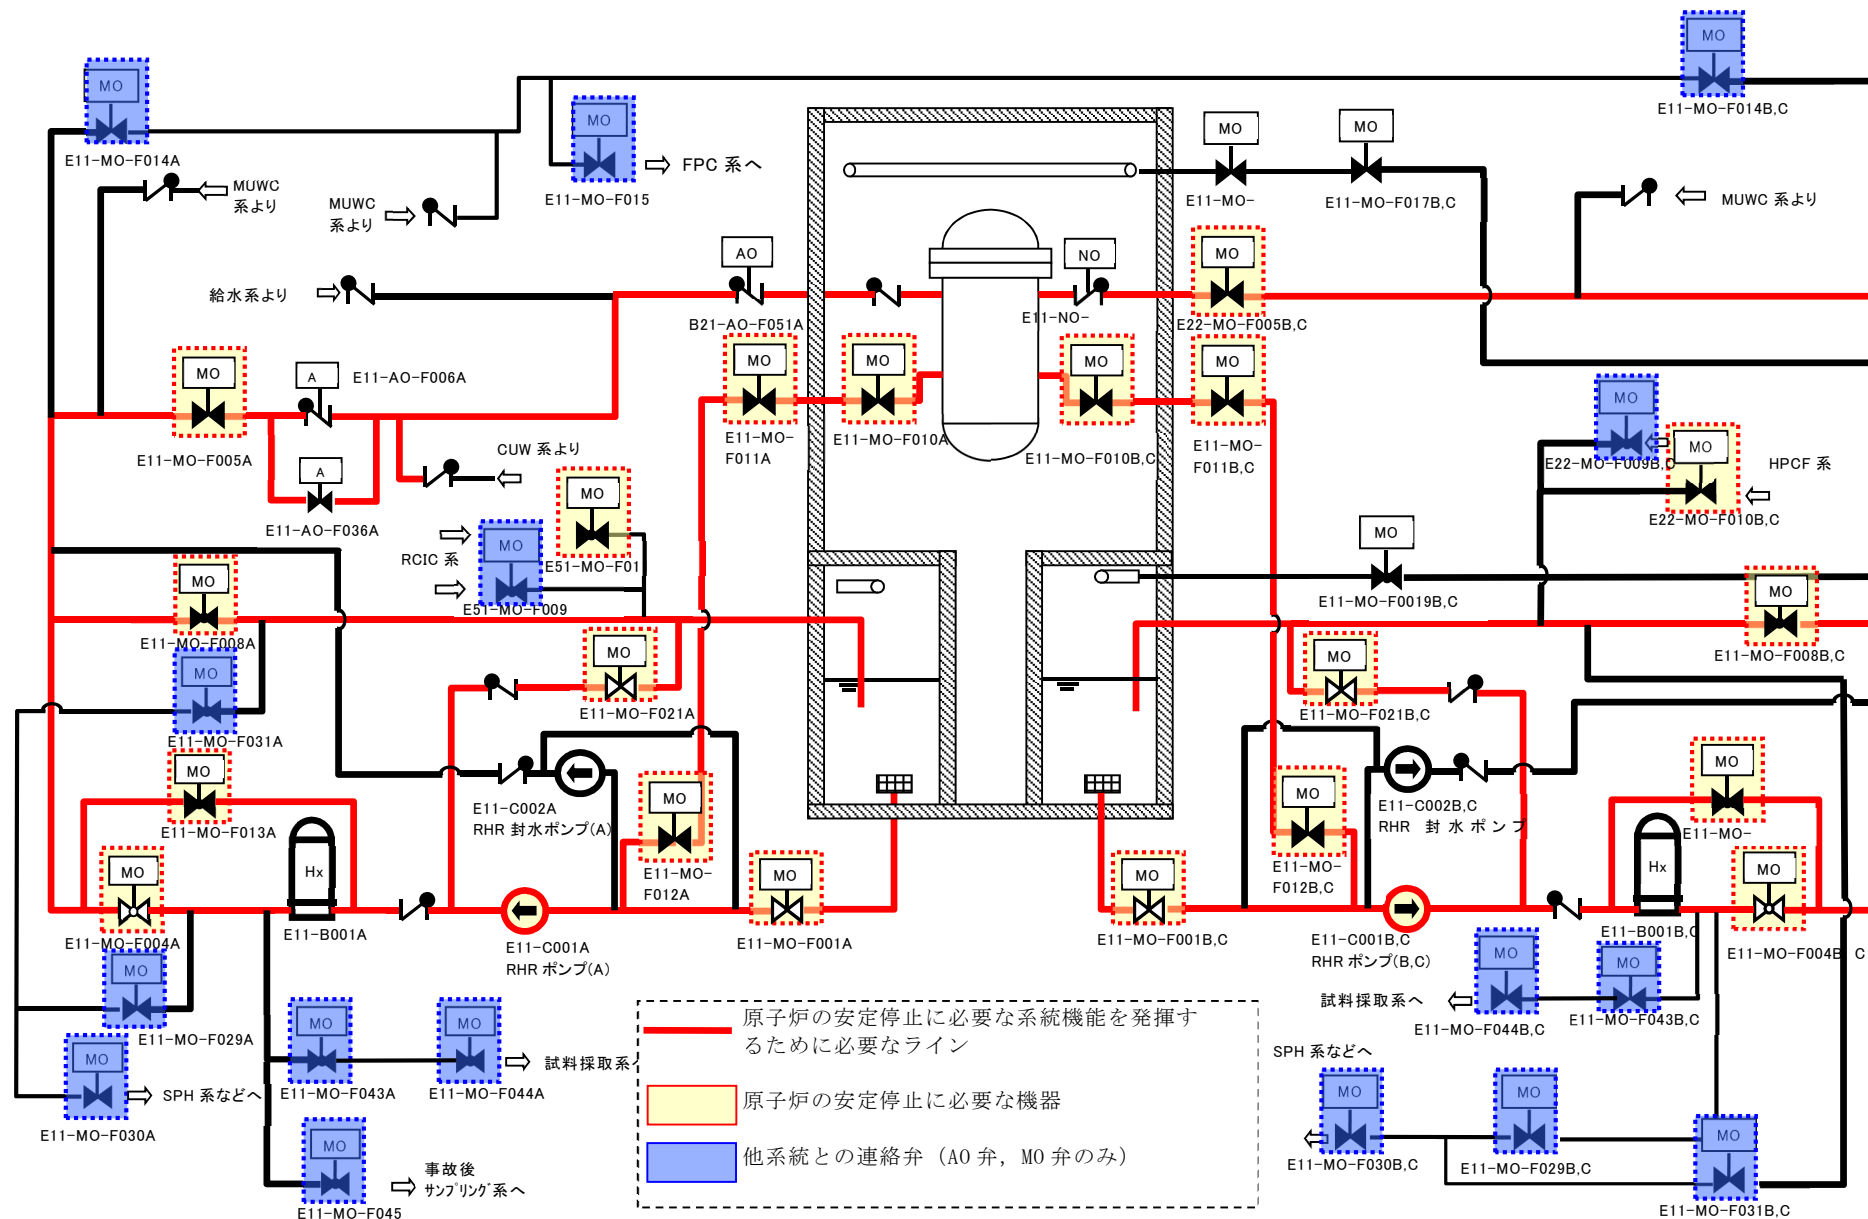 MO
E11-MO-F014A
MO
E11-MO-F015
FPC 系へ
MO
E11-MO-F014B,C
MUWC
系より
MUWC
系より
MO
E11-MO-
MO
E11-MO-F017B,C
MUWC 系より
給水系より
AO
B21-AO-F051A
NO
E11-NO-
MO
E22-MO-F005B,C
MO
E11-MO-F005A
A
E11-AO-F006A
A
E11-AO-F036A
CUW 系より
MO
E11-MO-
F011A
MO
E11-MO-F010A
MO
E11-MO-F010B,C
MO
E11-MO-
F011B,C
MO
E22-MO-F009B,C
MO
E22-MO-F010B,C
HPCF 系
MO
E51-MO-F01
RCIC 系
MO
E51-MO-F009
MO
E11-MO-F0019B,C
MO
E11-MO-F008A
MO
E11-MO-F008B,C
MO
E11-MO-F031A
MO
E11-MO-F021A
MO
E11-MO-F021B,C
MO
E11-MO-F013A
E11-C002A
RHR 封水ポンプ(A)
MO
E11-MO-
F012A
MO
E11-MO-
F012B,C
E11-C002B,C
RHR 封水ポンプ
MO
E11-MO-
MO
E11-MO-F004A
Hx
E11-B001A
E11-C001A
RHR ポンプ(A)
MO
E11-MO-F001A
MO
E11-MO-F001B,C
E11-C001B,C
RHR ポンプ(B,C)
Hx
E11-B001B,C
MO
E11-MO-F004B,C
MO
E11-MO-F029A
MO
E11-MO-F030A
SPH 系などへ
MO
E11-MO-F043A
MO
E11-MO-F044A
試料採取系へ
MO
E11-MO-F045
事故後
サンプリング系へ
試料採取系へ
MO
E11-MO-F044B,C
MO
E11-MO-F043B,C
SPH 系などへ
MO
E11-MO-F030B,C
MO
E11-MO-F029B,C
MO
E11-MO-F031B,C
原子炉の安定停止に必要な系統機能を発揮す
るために必要なライン
原子炉の安定停止に必要な機器
他系統との連絡弁（AO 弁，MO 弁のみ）